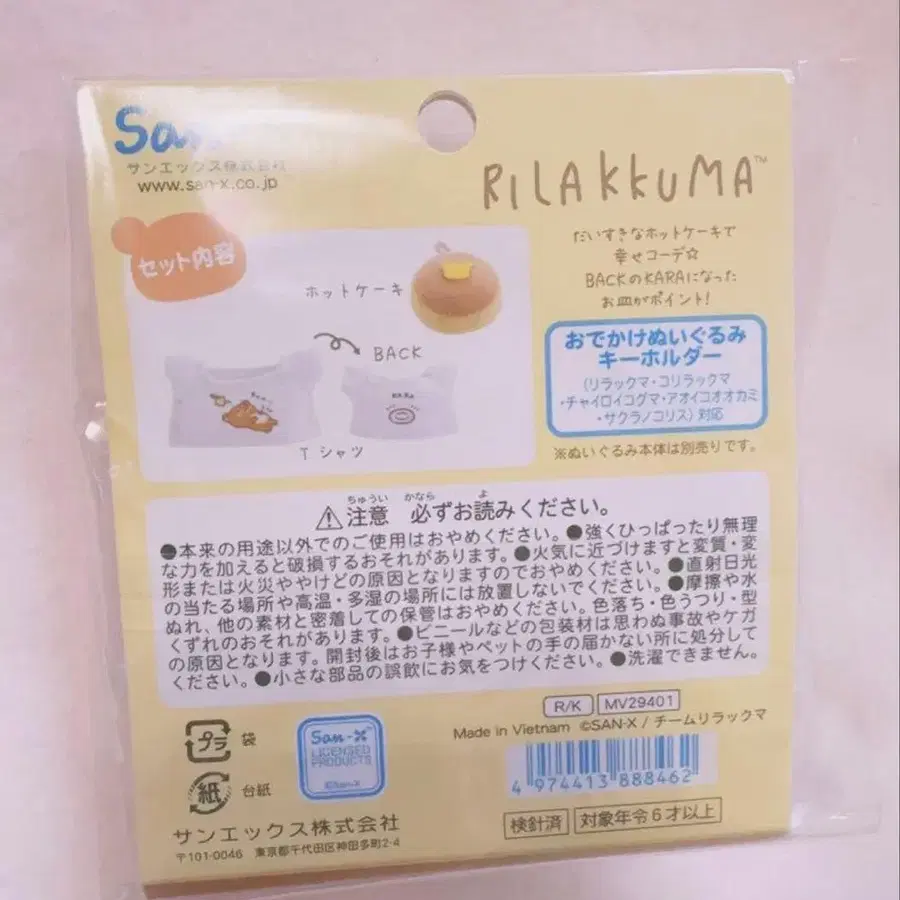 San-
サンエックス株式会社
www.san-x.co.jp
RILAKKUMA™
だいすきなホットケーキで
幸せコーデ☆
BACKのKARAになった
お皿がポイント!
セット内容
ホットケーキ
BACK
KARA
Tシャツ
おでかけぬいぐるみ
キーホルダー
(リラックマ・コリラックマ
・チャイロイコグマ・アオイコオオカミ
・サクラノコリス)対応
※ぬいぐるみ本体は別売りです。
ちゅうい かなら よ
⚠注意 必ずお読みください。
●本来の用途以外でのご使用はおやめください。●強くひっぱったり無理
な力を加えると破損するおそれがあります。●火気に近づけますと変質・変
形または火災ややけどの原因となりますのでおやめください。●直射日光
の当たる場所や高温・多湿の場所には放置しないでください。●摩擦や水
ぬれ、他の素材と密着しての保管はおやめください。色落ち・色うつり・型
くずれのおそれがあります。●ビニールなどの包装材は思わぬ事故やケガ
の原因となります。開封後はお子様やペットの手の届かない所に処分して
ください。●小さな部品の誤飲にお気をつけください。●洗濯できません。
R/K MV29401
Made in Vietnam ©SAN-X / チームリラックマ
プラ 袋
紙 台紙
San-X
LICENSED
PRODUCTS
©San-X
4 974413 888462
検針済 対象年令6才以上
サンエックス株式会社
〒101-0046 東京都千代田区神田多町2-4